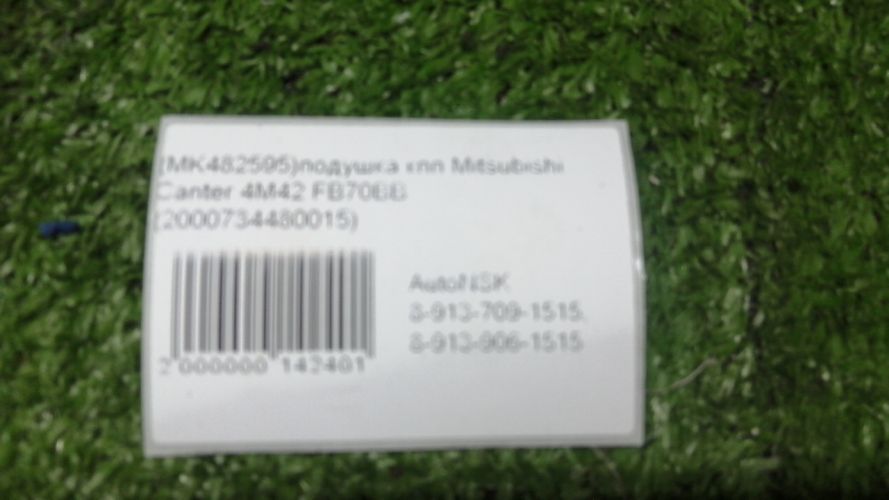 (MK482595)подушка кпп Mitsubishi
Canter 4M42 FB70BB
(2000734480015)
AutoNSK
8-913-709-1515,
8-913-906-1515
2 000000 142401